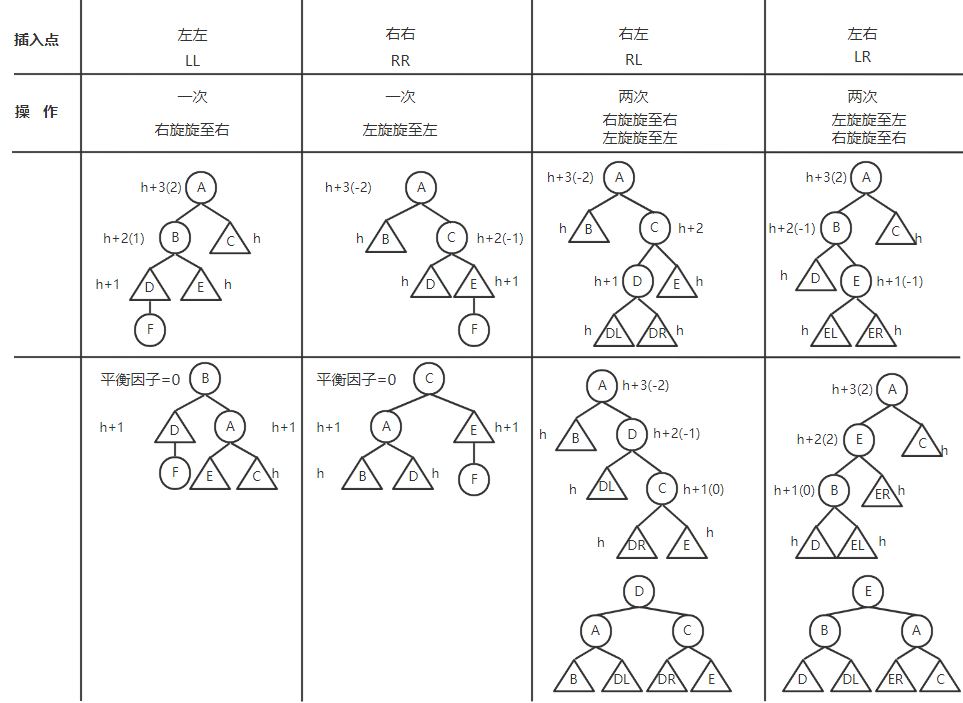 插入点 左左 右右 右左 左右
LL RR RL LR
操 作 一次 一次 两次 两次
右旋旋至右 左旋旋至左 右旋旋至右 左旋旋至左
左旋旋至左 右旋旋至右
h+3(2) A
h+2(1) B C h
h+1 D E h
F
h+3(-2) A
h B C h+2(-1)
h D E h+1
F
h+3(-2) A
h B C h+2
h+1 D E h
h DL DR h
h+3(2) A
h+2(-1) B C h
h D E h+1(-1)
h EL ER h
平衡因子=0 B
h+1 D A h+1
F E C h
平衡因子=0 C
h+1 A E h+1
h B D h F
A h+3(-2)
h B D h+2(-1)
h DL C h+1(0)
h DR E h
D
A C
B DL DR E
h+3(2) A
h+2(2) E C h
h+1(0) B ER h
h D EL h
E
B A
D DL ER C